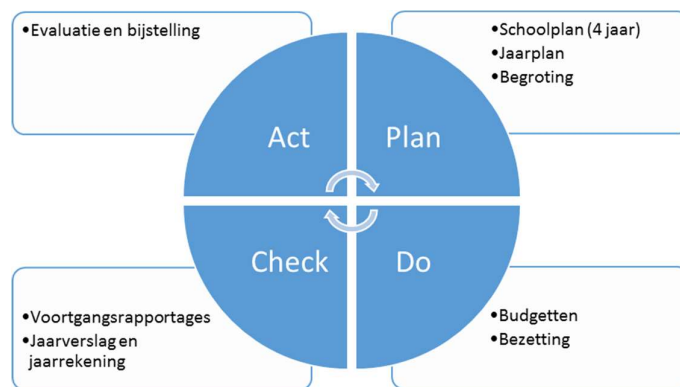 •Evaluatie en bijstelling
•Schoolplan (4 jaar)
•Jaarplan
•Begroting
Act
Plan
Check
Do
•Voortgangsrapportages
•Jaarverslag en
jaarrekening
•Budgetten
•Bezetting